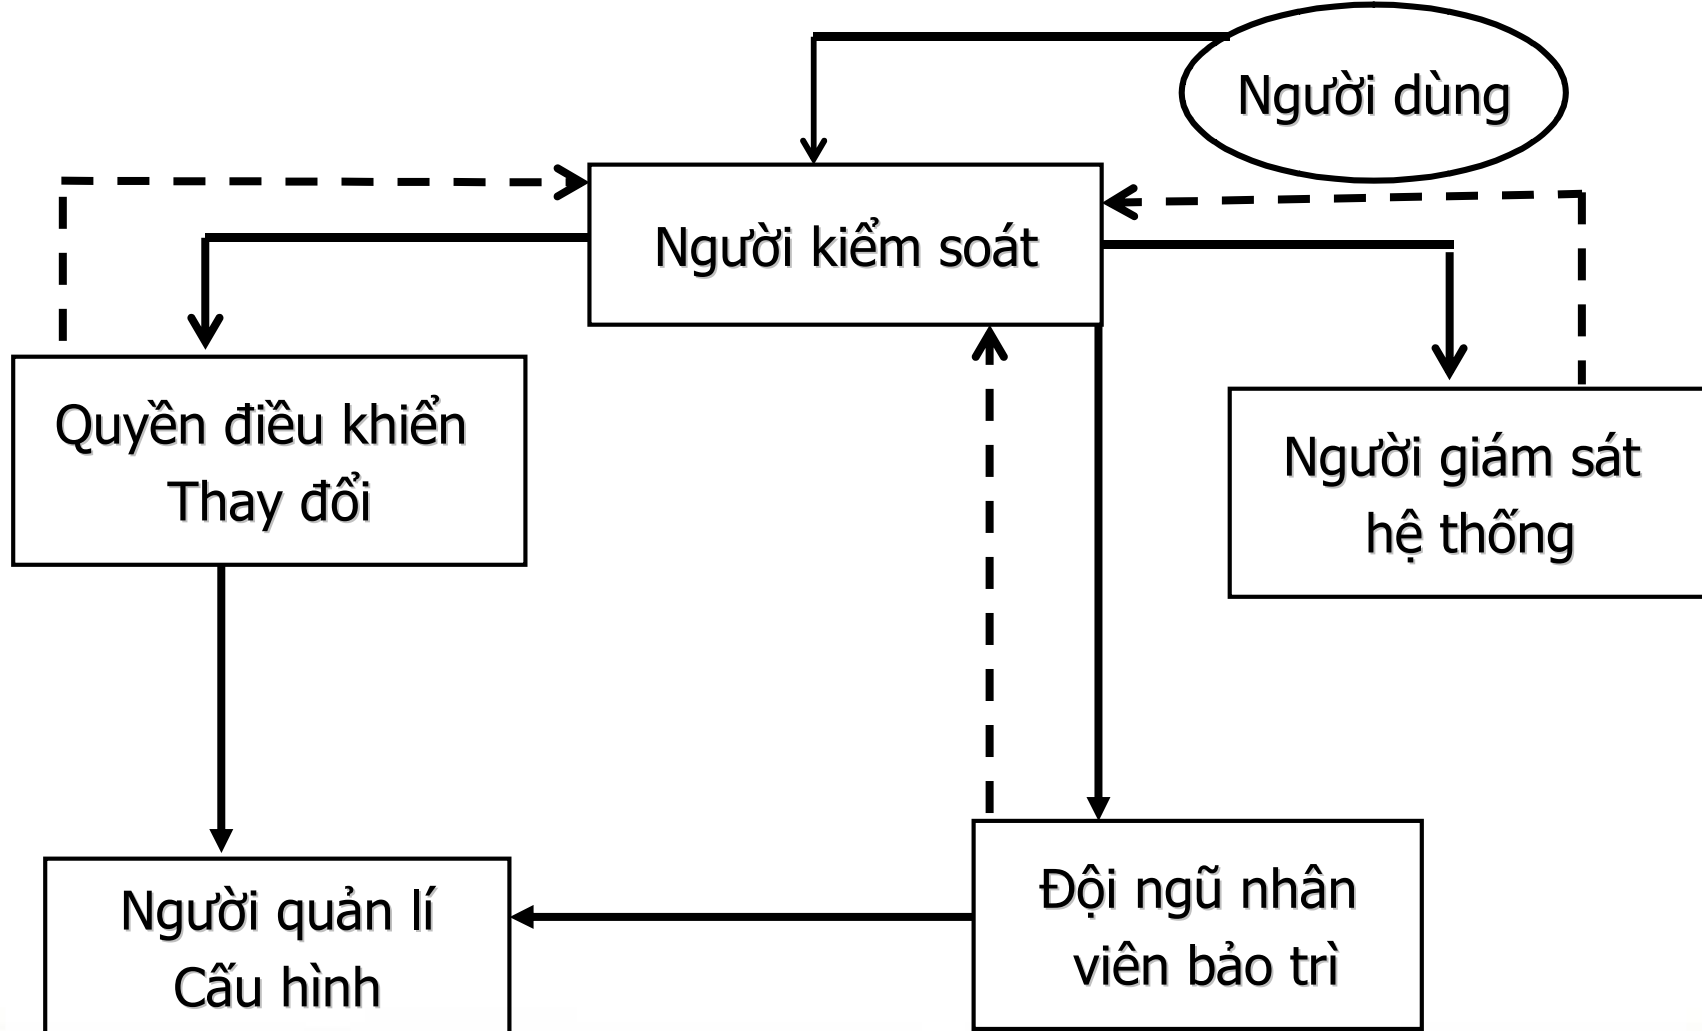 Người dùng
Người kiểm soát
Quyền điều khiển
Thay đổi
Người giám sát
hệ thống
Người quản lí
Cấu hình
Đội ngũ nhân
viên bảo trì